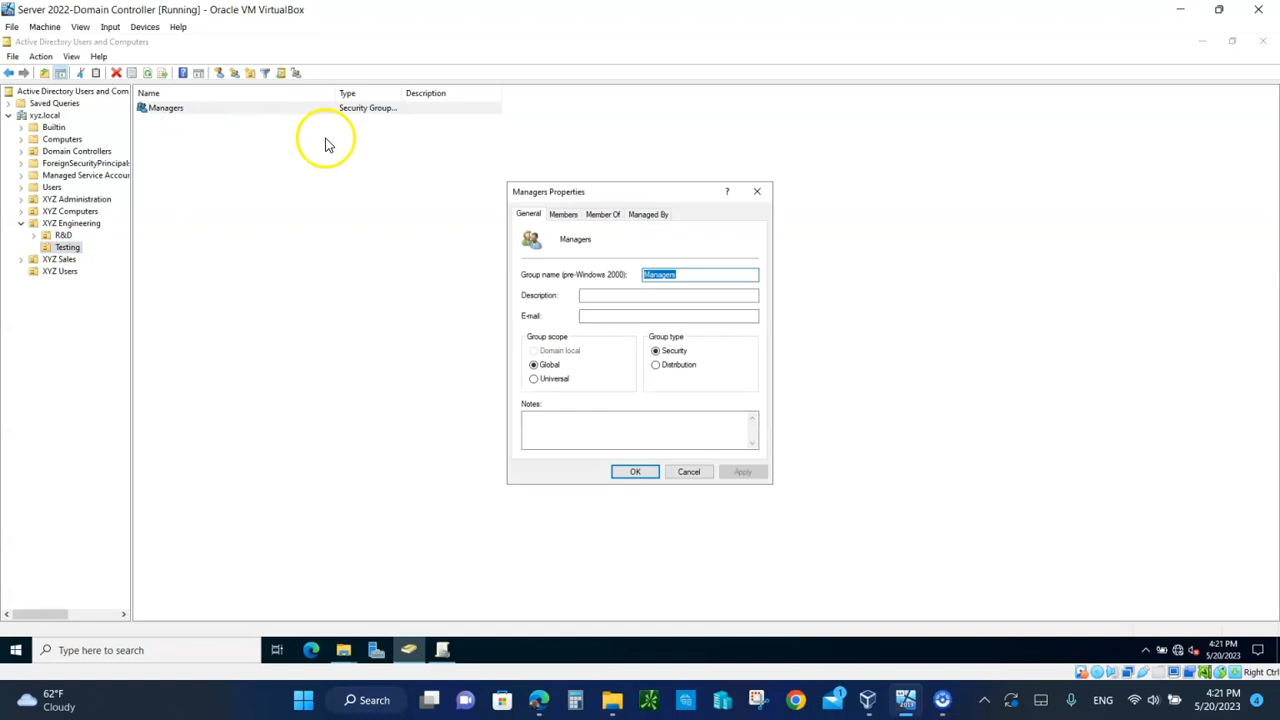 Server 2022-Domain Controller [Running] - Oracle VM VirtualBox
File Machine View Input Devices Help
Active Directory Users and Computers
File Action View Help
Active Directory Users and Com
Saved Queries
xyz.local
Builtin
Computers
Domain Controllers
ForeignSecurityPrincipals
Managed Service Accou
Users
XYZ Administration
XYZ Computers
XYZ Engineering
R&D
Testing
XYZ Sales
XYZ Users
Name Type Description
Managers Security Group...
Managers Properties
General Members Member Of Managed By
Managers
Group name (pre-Windows 2000): Managers
Description:
E-mail:
Group scope
Domain local
Global
Universal
Group type
Security
Distribution
Notes:
OK Cancel Apply
Type here to search
4:21 PM
5/20/2023
Right Ctrl
62°F
Cloudy
Search
2019
ENG
4:21 PM
5/20/2023
4